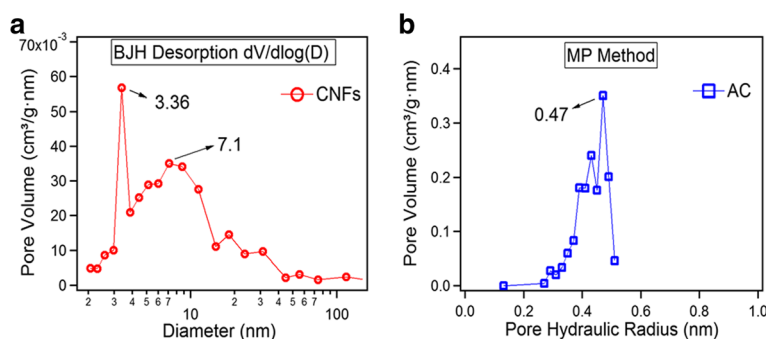 a
BJH Desorption dV/dlog(D)
CNFs
3.36
7.1
70x10⁻³
60
50
40
30
20
10
0
Pore Volume (cm³/g·nm)
2 3 4 5 6 7 10 2 3 4 5 6 7 100
Diameter (nm)
b
MP Method
AC
0.47
0.4
0.3
0.2
0.1
0.0
Pore Volume (cm³/g·nm)
0.0 0.2 0.4 0.6 0.8 1.0
Pore Hydraulic Radius (nm)